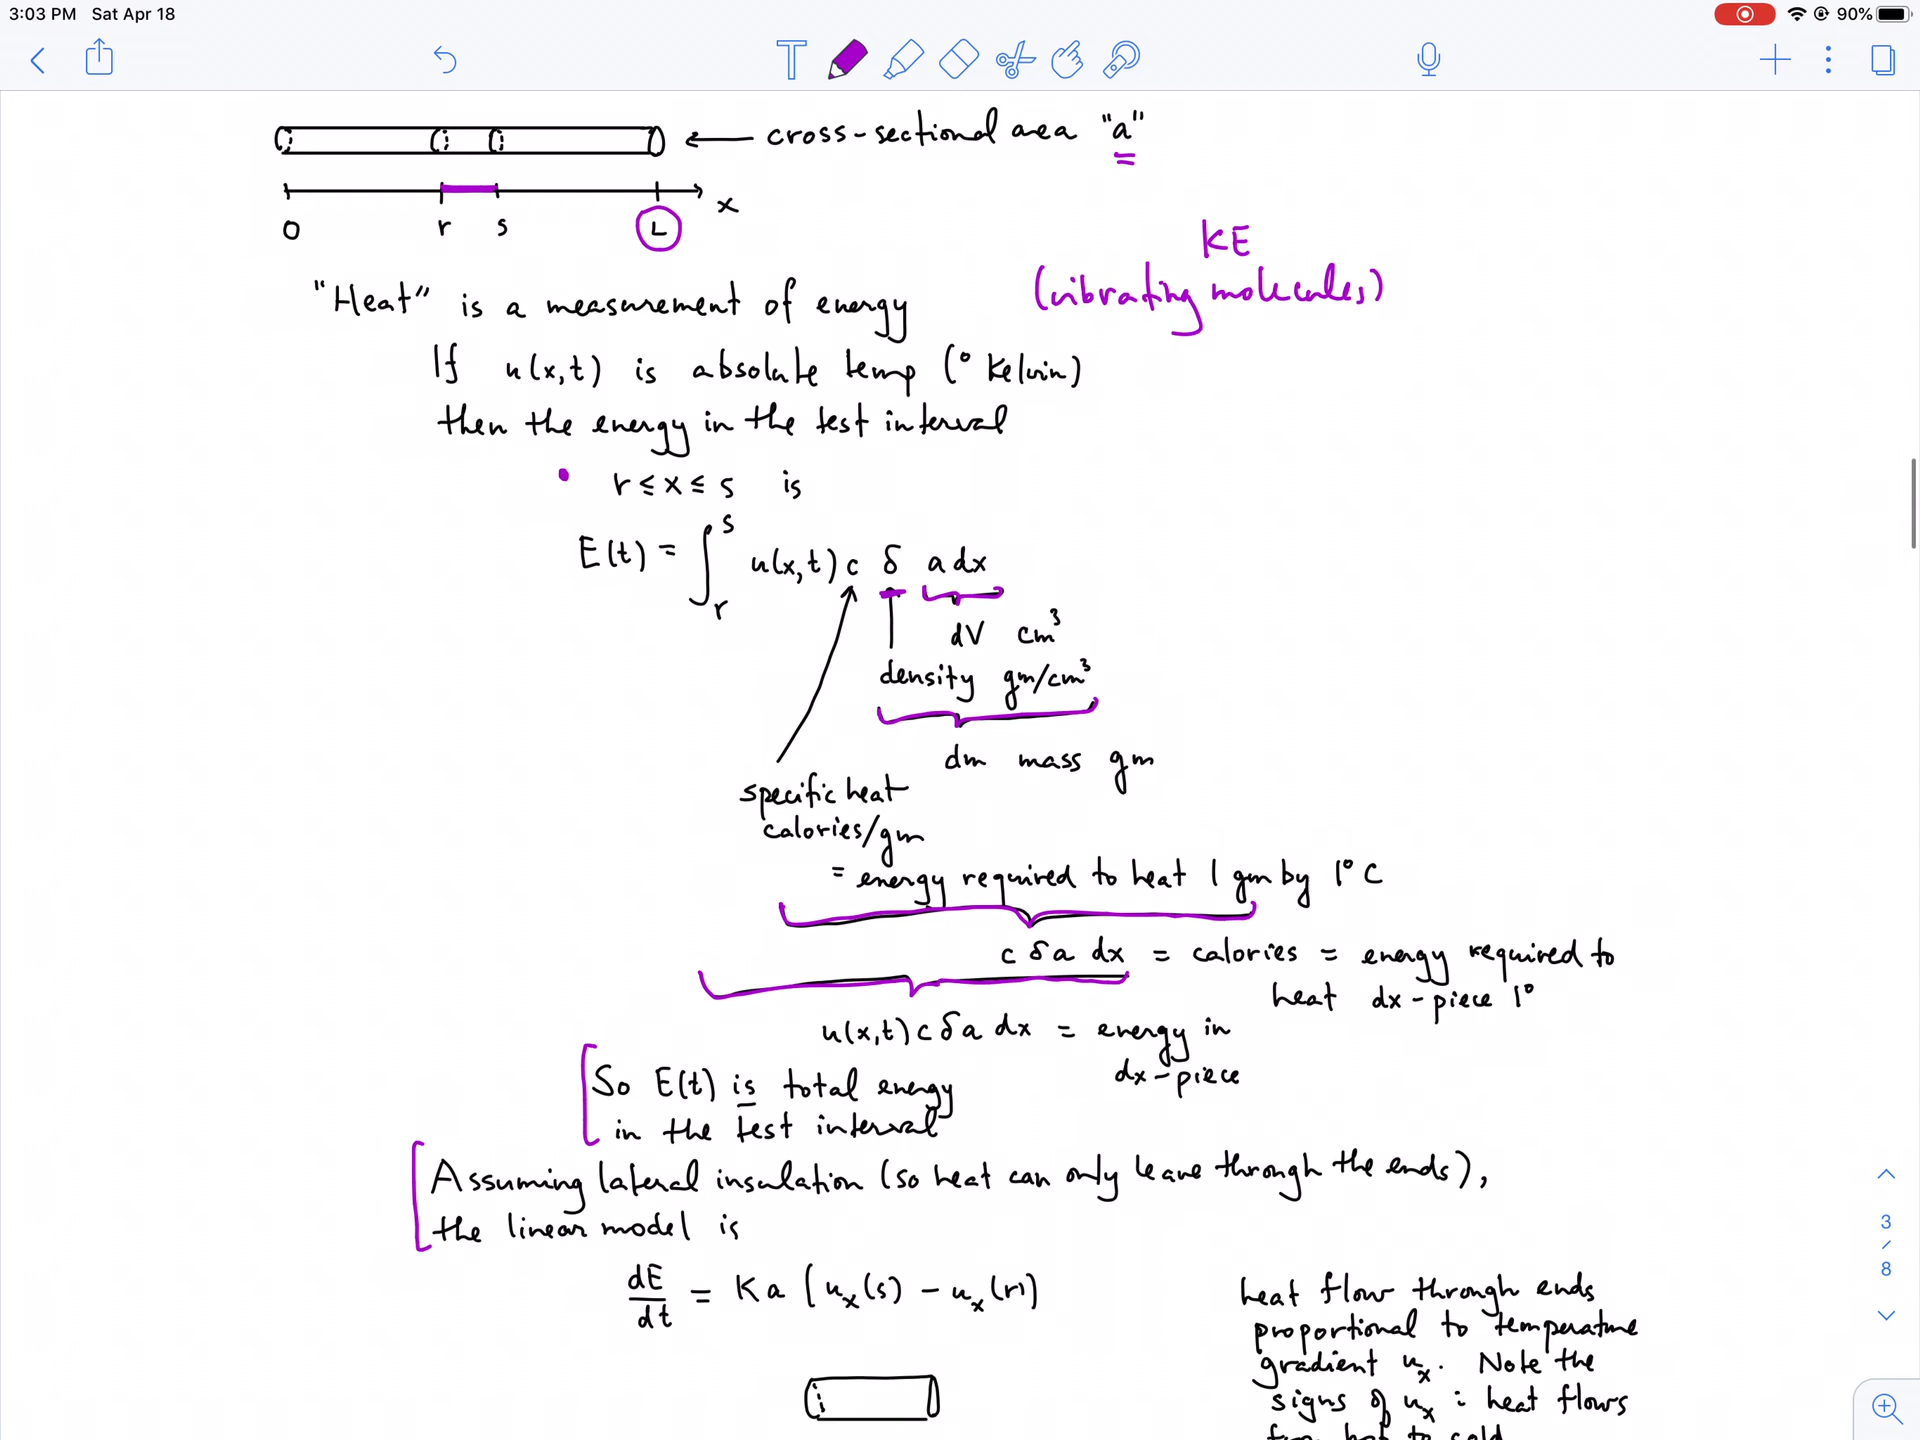 3:03 PM Sat Apr 18
90%
T
← cross-sectional area "a"
x
0 r s L
KE
(vibrating molecules)
"Heat" is a measurement of energy
If u(x,t) is absolute temp (° Kelvin)
then the energy in the test interval
• r ≤ x ≤ s is
E(t) = ∫_r^s u(x,t) c δ a dx
dV cm³
density gm/cm³
dm mass gm
specific heat
calories/gm
= energy required to heat 1 gm by 1° C
c δ a dx = calories = energy required to
heat dx-piece 1°
u(x,t) c δ a dx = energy in
dx-piece
So E(t) is total energy
in the test interval
Assuming lateral insulation (so heat can only leave through the ends),
the linear model is
dE/dt = Ka (u_x(s) - u_x(r))
heat flow through ends
proportional to temperature
gradient u_x. Note the
signs of u_x : heat flows
from hot to cold
3
/
8